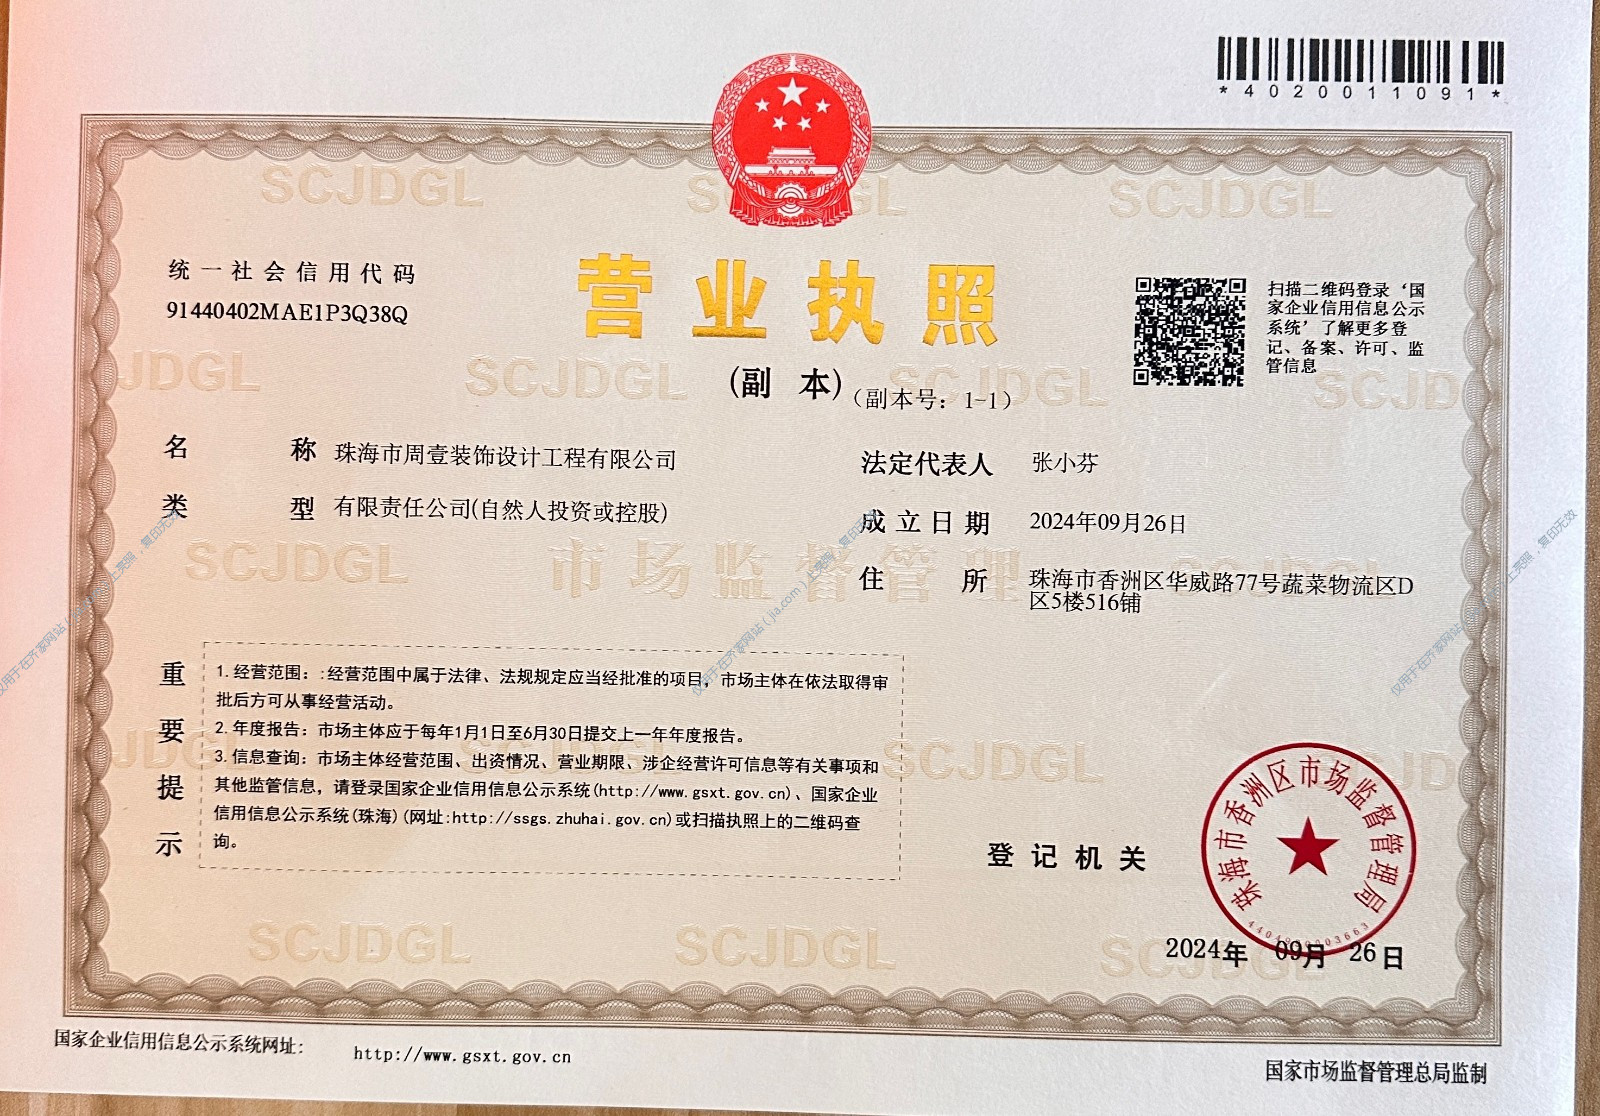 *4020011091*
统一社会信用代码
91440402MAE1P3Q38Q
营业执照
(副 本)（副本号：1-1）
扫描二维码登录‘国
家企业信用信息公示
系统’了解更多登
记、备案、许可、监
管信息
名 称 珠海市周壹装饰设计工程有限公司
类 型 有限责任公司(自然人投资或控股)
法定代表人 张小芬
成立日期 2024年09月26日
住 所 珠海市香洲区华威路77号蔬菜物流区D
区5楼516铺
重要提示
1.经营范围：:经营范围中属于法律、法规规定应当经批准的项目，市场主体在依法取得审
批后方可从事经营活动。
2.年度报告：市场主体应于每年1月1日至6月30日提交上一年年度报告。
3.信息查询：市场主体经营范围、出资情况、营业期限、涉企经营许可信息等有关事项和
其他监管信息，请登录国家企业信用信息公示系统(http://www.gsxt.gov.cn)、国家企业
信用信息公示系统(珠海)(网址:http://ssgs.zhuhai.gov.cn)或扫描执照上的二维码查
询。
登记机关
珠海市香洲区市场监督管理局
2024年 09月 26日
国家企业信用信息公示系统网址：
http://www.gsxt.gov.cn
国家市场监督管理总局监制
SCJDGL
市场监督管理
仅用于在齐家网站（jia.com）上亮照，复印无效